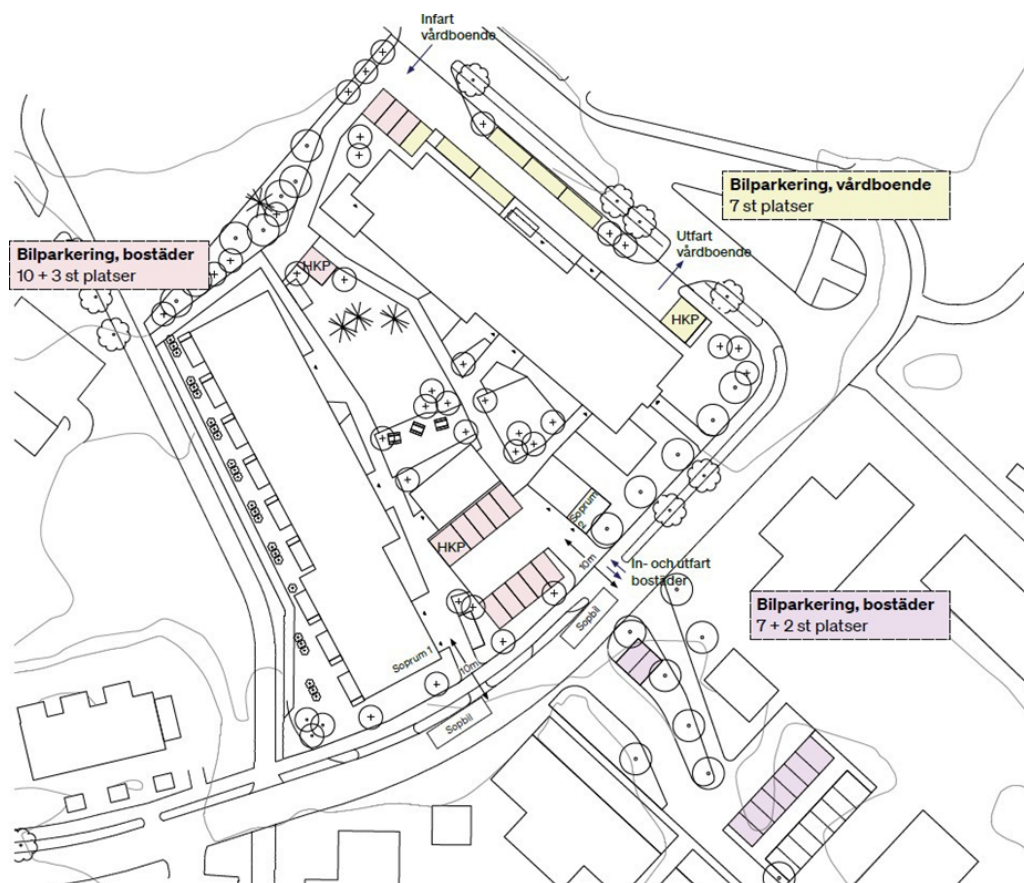 Infart
vårdboende
Bilparkering, vårdboende
7 st platser
Utfart
vårdboende
Bilparkering, bostäder
10 + 3 st platser
HKP
HKP
Soprum
2
HKP
10m
In- och utfart
bostäder
Bilparkering, bostäder
7 + 2 st platser
Sopbil
Soprum 1
10m
Sopbil